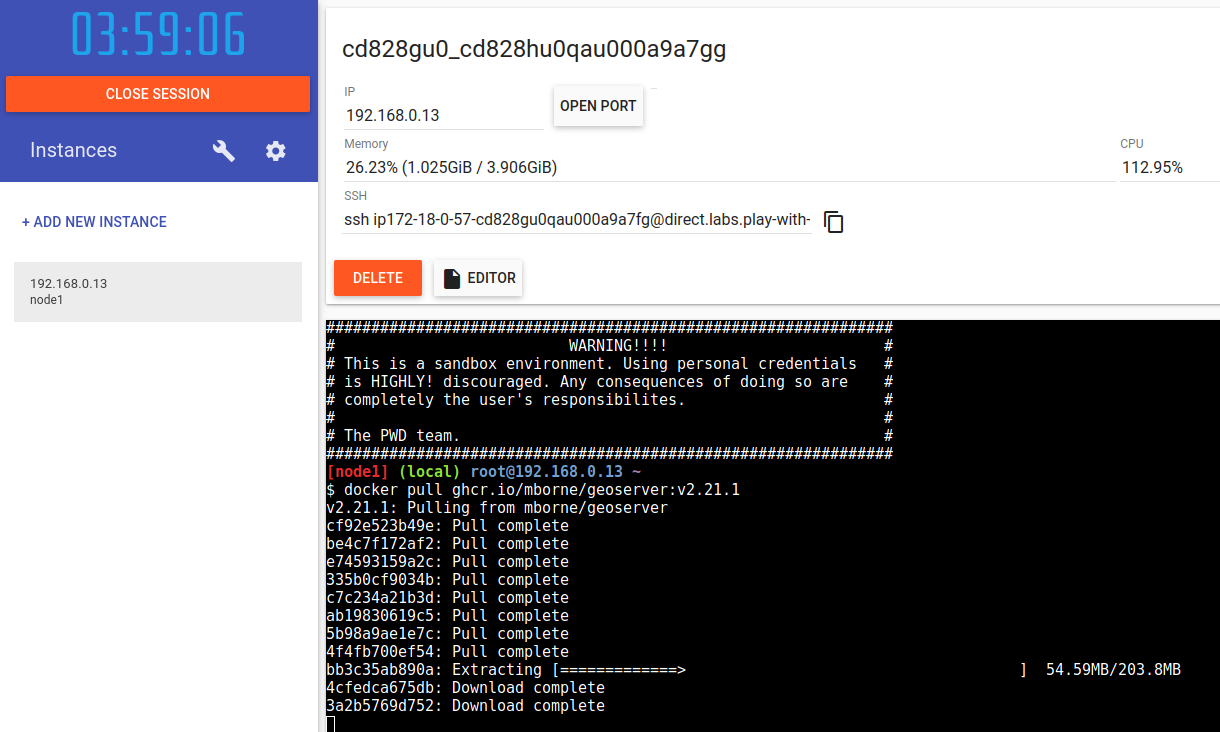 03:59:06
CLOSE SESSION
Instances
+ ADD NEW INSTANCE
192.168.0.13
node1
cd828gu0_cd828hu0qau000a9a7gg
IP
192.168.0.13
OPEN PORT
Memory
26.23% (1.025GiB / 3.906GiB)
CPU
112.95%
SSH
ssh ip172-18-0-57-cd828gu0qau000a9a7fg@direct.labs.play-with-
DELETE
EDITOR
###############################################################
#                          WARNING!!!!                        #
# This is a sandbox environment. Using personal credentials   #
# is HIGHLY! discouraged. Any consequences of doing so are    #
# completely the user's responsibilites.                      #
#                                                             #
# The PWD team.                                               #
###############################################################
[node1] (local) root@192.168.0.13 ~
$ docker pull ghcr.io/mborne/geoserver:v2.21.1
v2.21.1: Pulling from mborne/geoserver
cf92e523b49e: Pull complete
be4c7f172af2: Pull complete
e74593159a2c: Pull complete
335b0cf9034b: Pull complete
c7c234a21b3d: Pull complete
ab19830619c5: Pull complete
5b98a9ae1e7c: Pull complete
4f4fb700ef54: Pull complete
bb3c35ab890a: Extracting [=============>                                     ]  54.59MB/203.8MB
4cfedca675db: Download complete
3a2b5769d752: Download complete